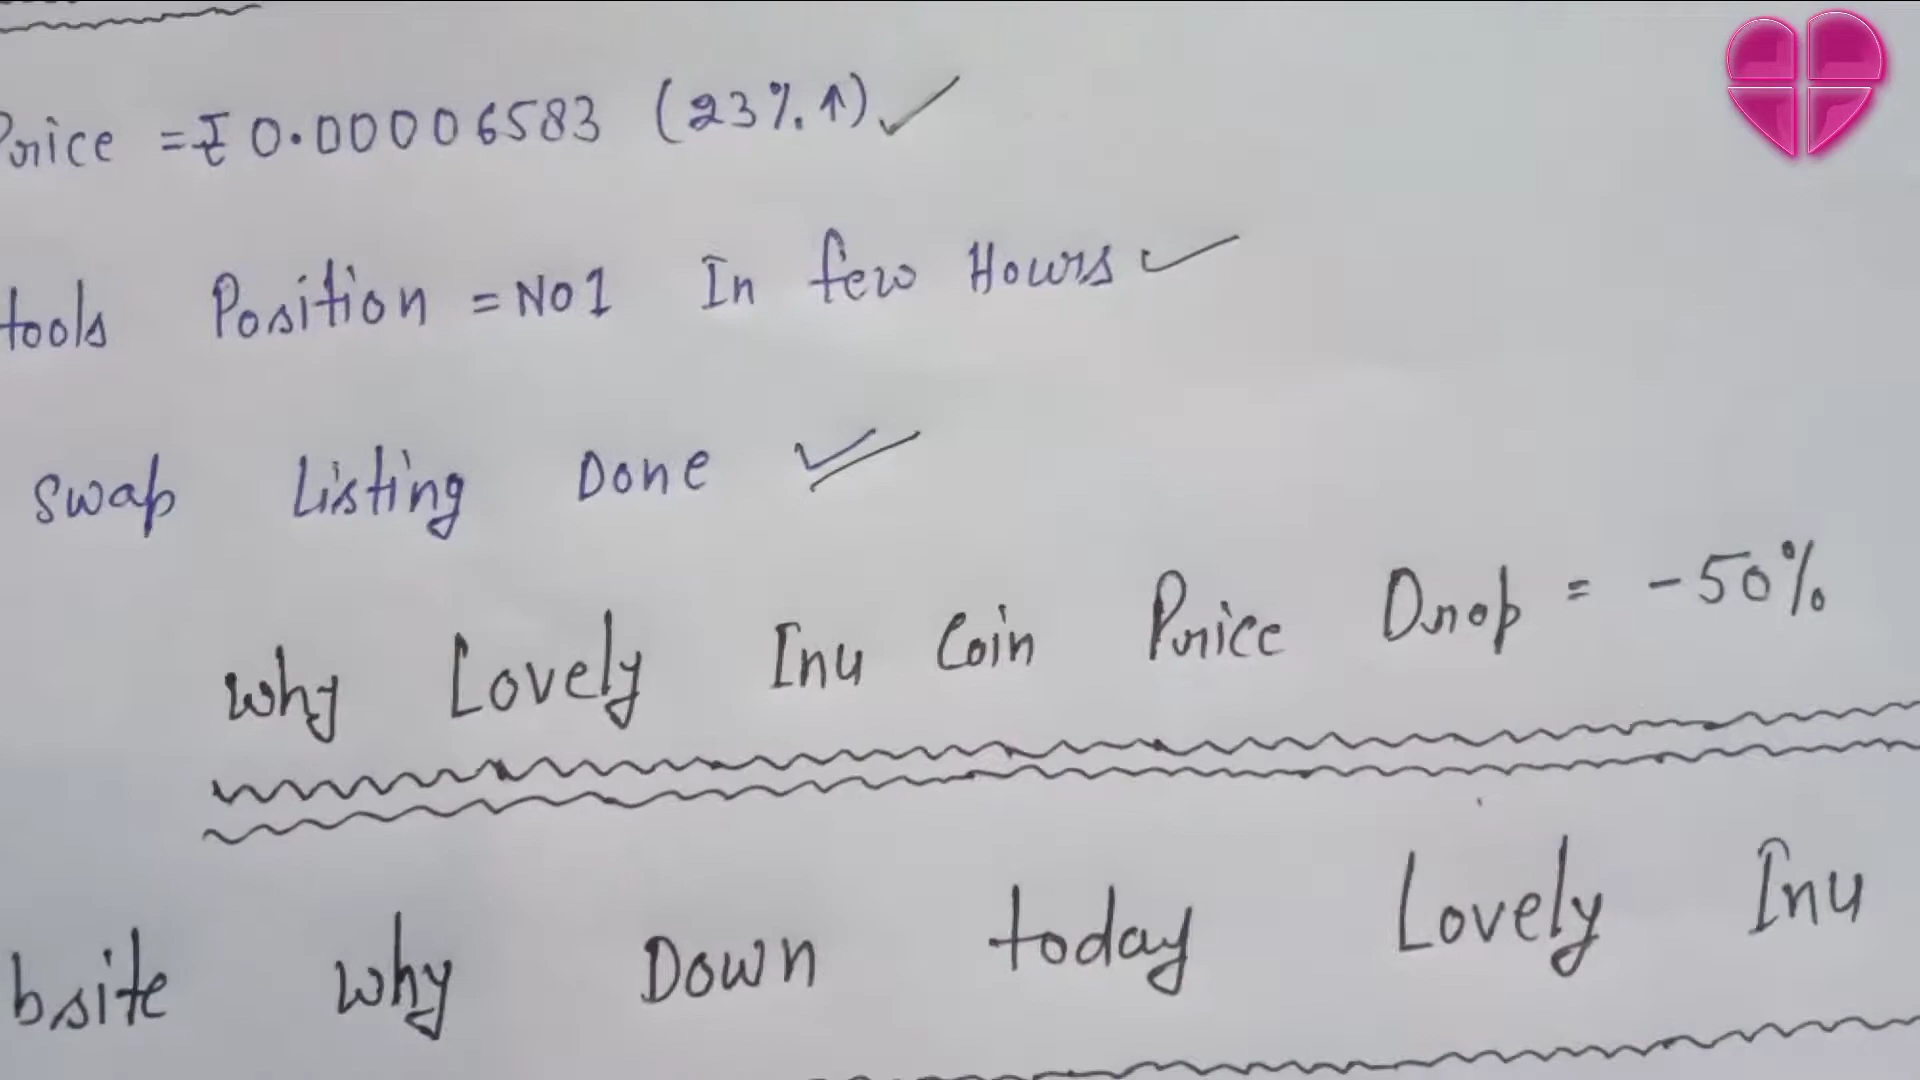 Price = ₹ 0.00006583 (23% ↑) ✓
tools Position = No1 In few Hours ✓
Swap Listing Done ✓
why Lovely Inu Coin Price Drop = -50%
bsite why Down today Lovely Inu